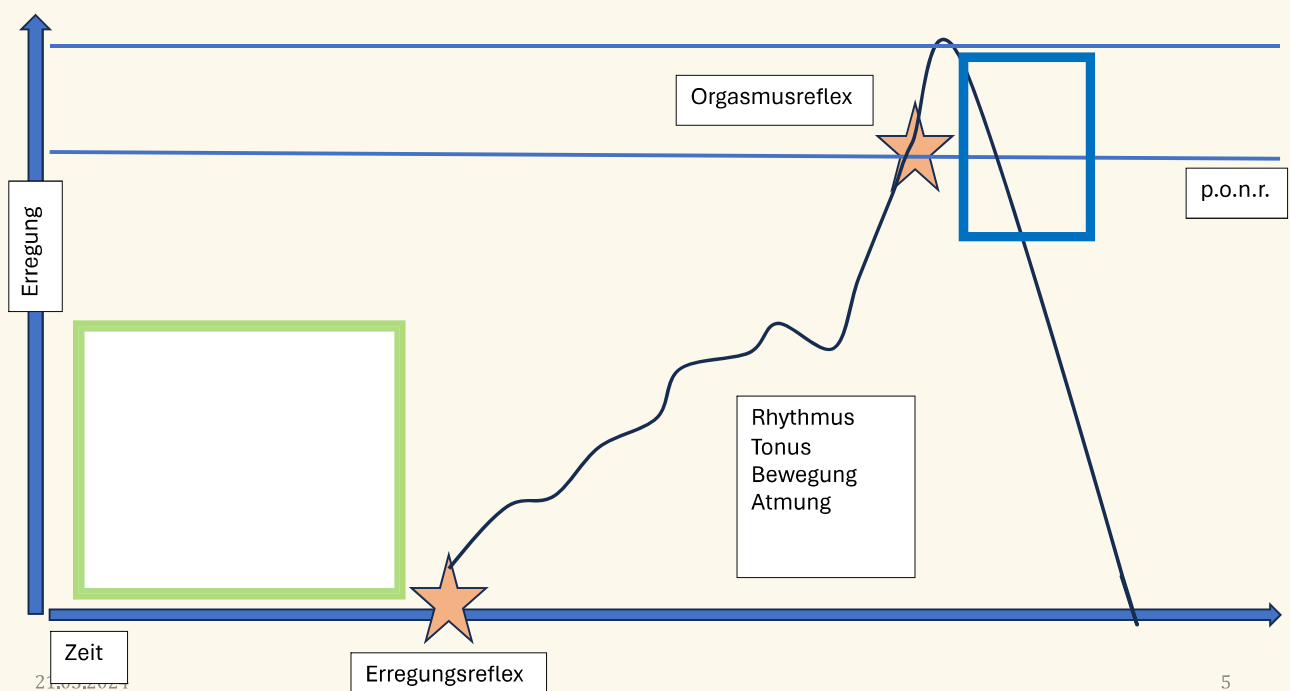 Orgasmusreflex
p.o.n.r.
Erregung
Rhythmus
Tonus
Bewegung
Atmung
Zeit
Erregungsreflex
5